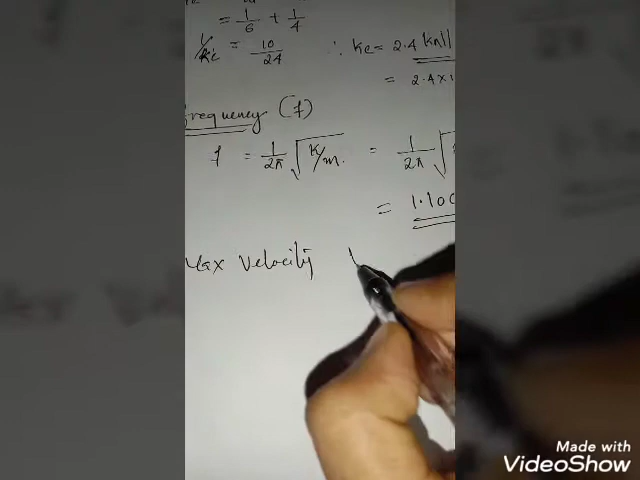 = 1/6 + 1/4
1/ke = 10/24 ∴ ke = 2.4 kn/
= 2.4 x 1
frequency (f)
f = 1/2π √k/m. = 1/2π √
= 1.100
Max Velocity
Made with
VideoShow